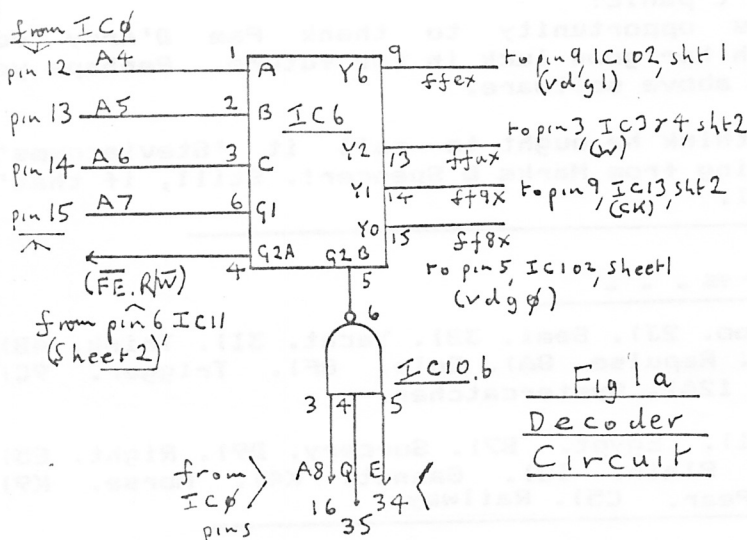 from ICØ
pin 12 A4 1 A Y6 9 ffex to pin 9, IC102, sht 1
(vdg1)
pin 13 A5 2 B IC6
pin 14 A6 3 C Y2 13 to pin 3, IC3 r 4, sht 2
Y1 14 ff9x to pin 9, IC13, sht 2
(CK)
pin 15 A7 6 G1
Y0 15 ff8x
4 G2A G2B 5
to pin 5, IC102, sheet 1
(vdgø)
(FE.R/W)
from pin 6 IC11
(sheet 2)
6
IC10.b
3 4 5
A8 Q E
from
ICØ
pins
16 35 34
Fig 1a
Decoder
Circuit